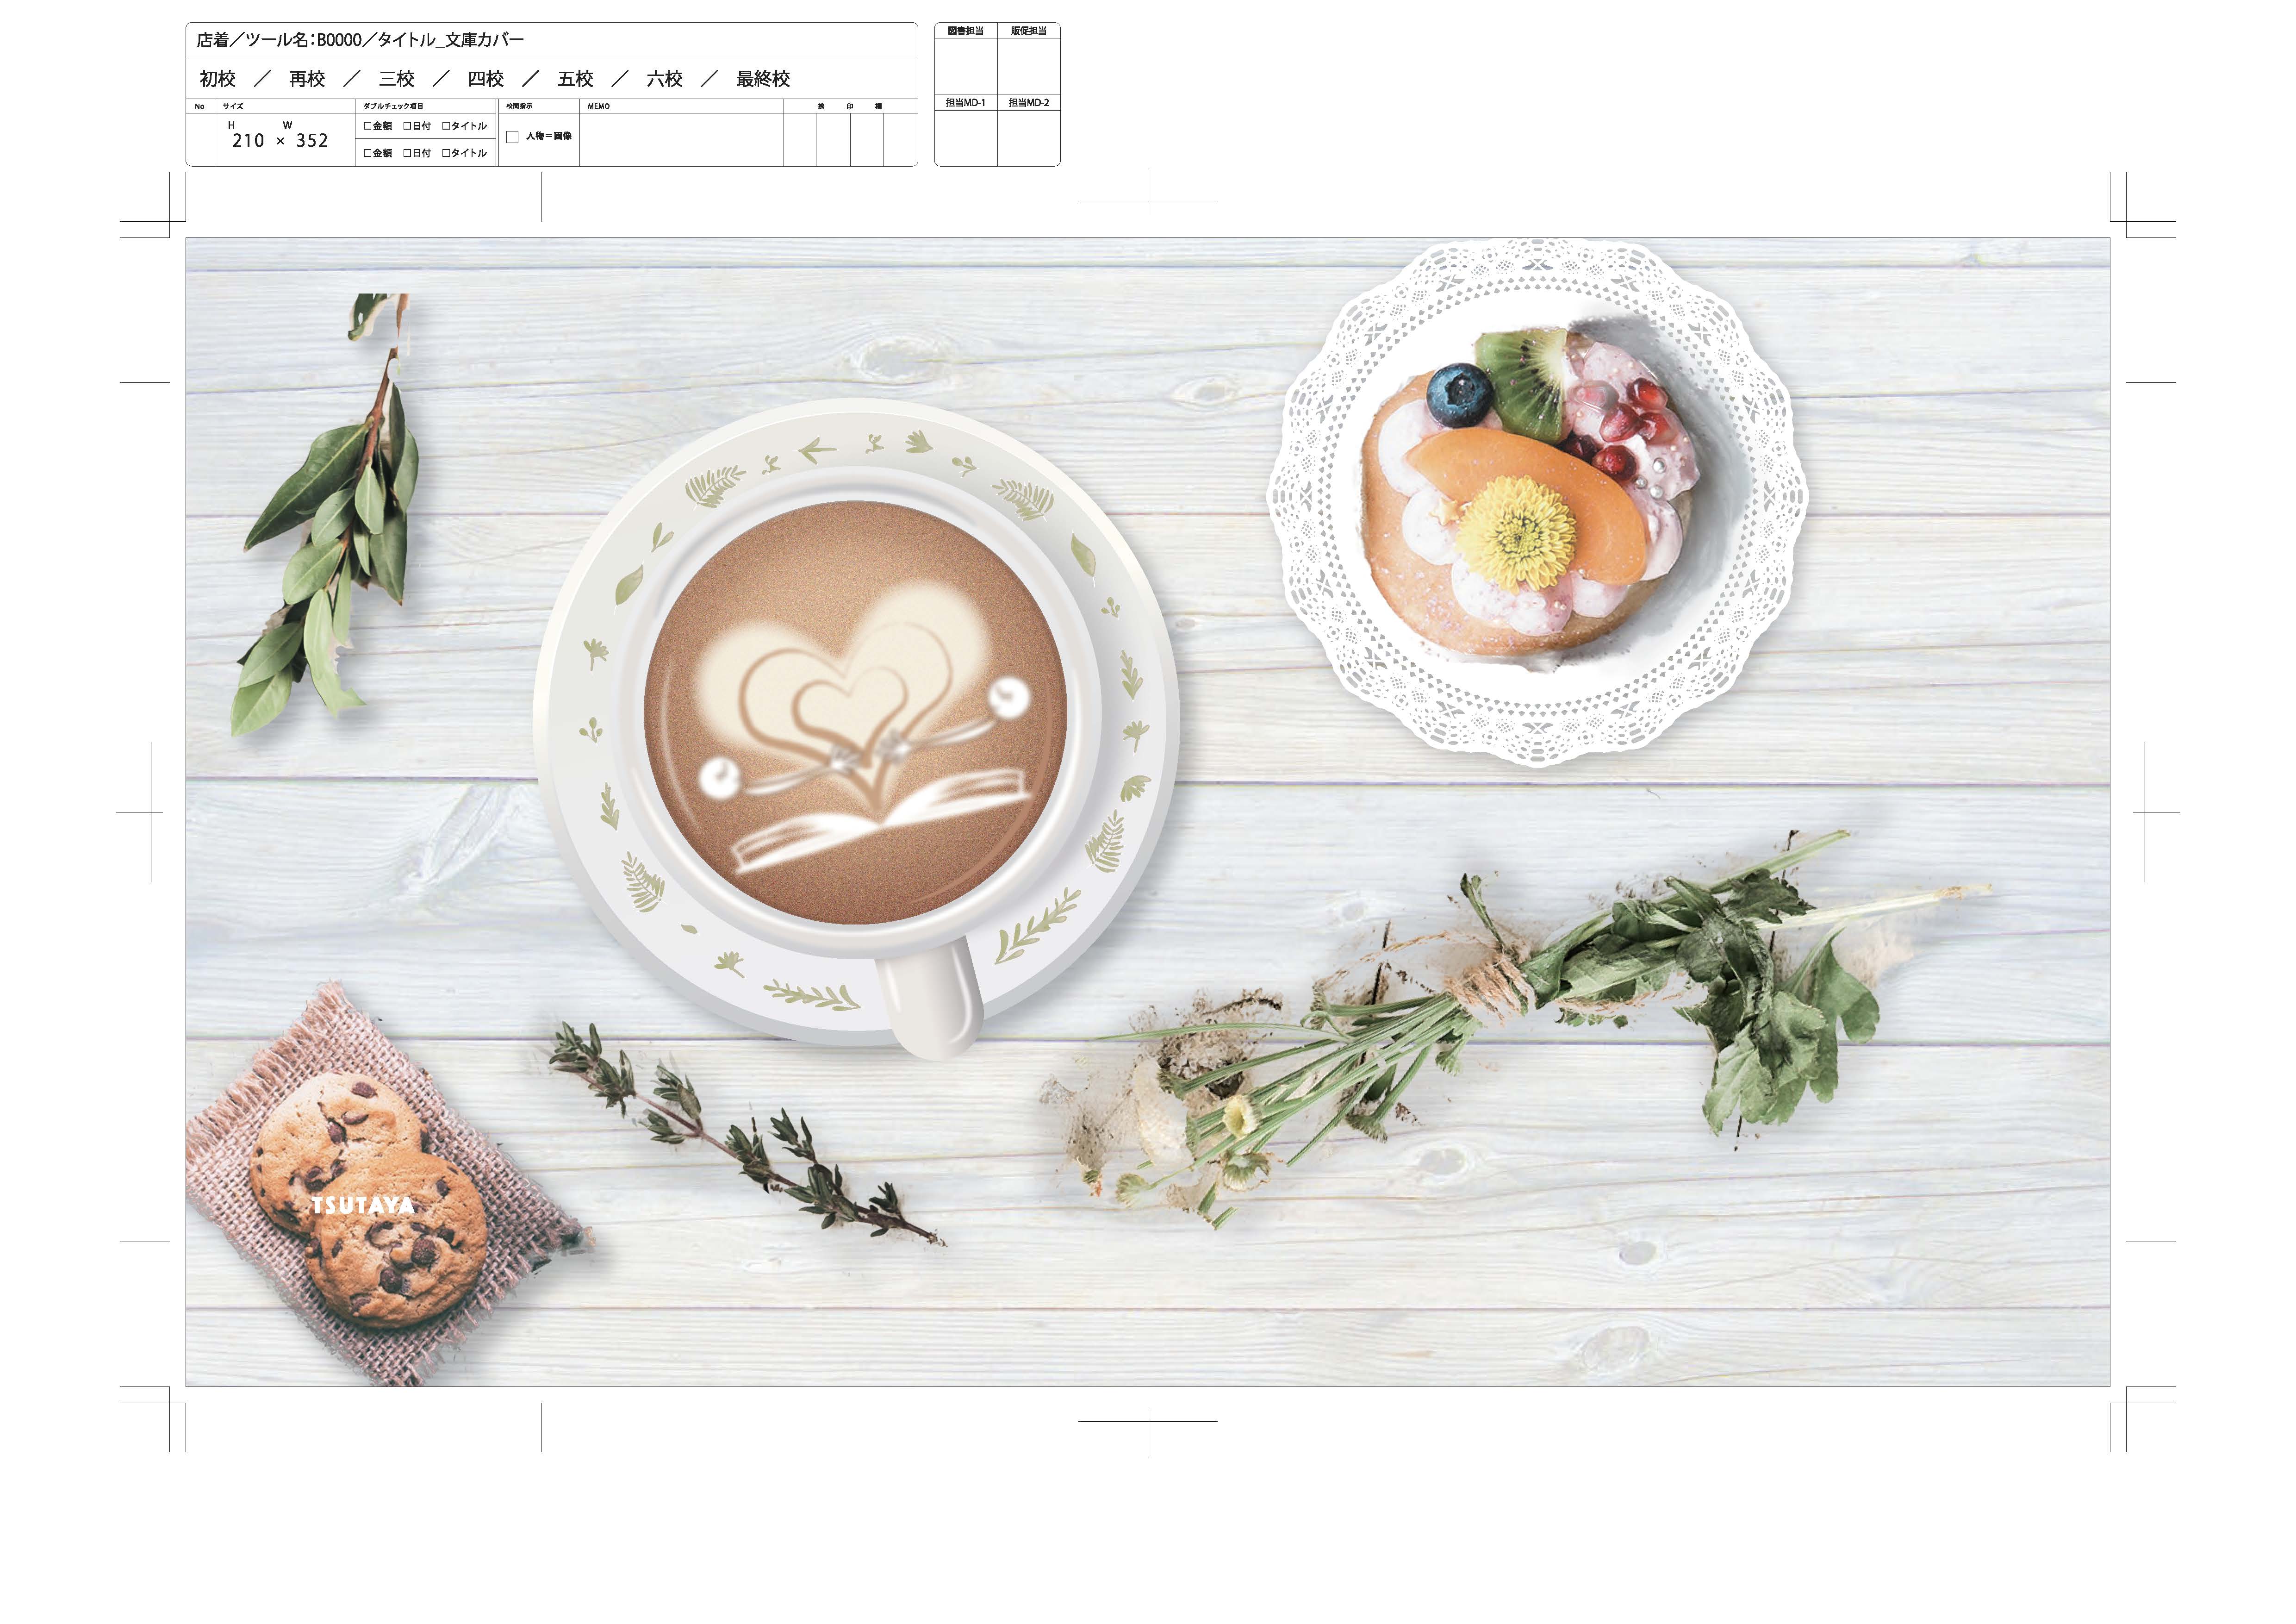 店着／ツール名：B0000／タイトル_文庫カバー
初校　／　再校　／　三校　／　四校　／　五校　／　六校　／　最終校
No サイズ ダブルチェック項目 校閲指示 MEMO 検 印 欄
H W
210 × 352
□金額 □日付 □タイトル
□金額 □日付 □タイトル
□ 人物＝画像
図書担当 販促担当
担当MD-1 担当MD-2
TSUTAYA